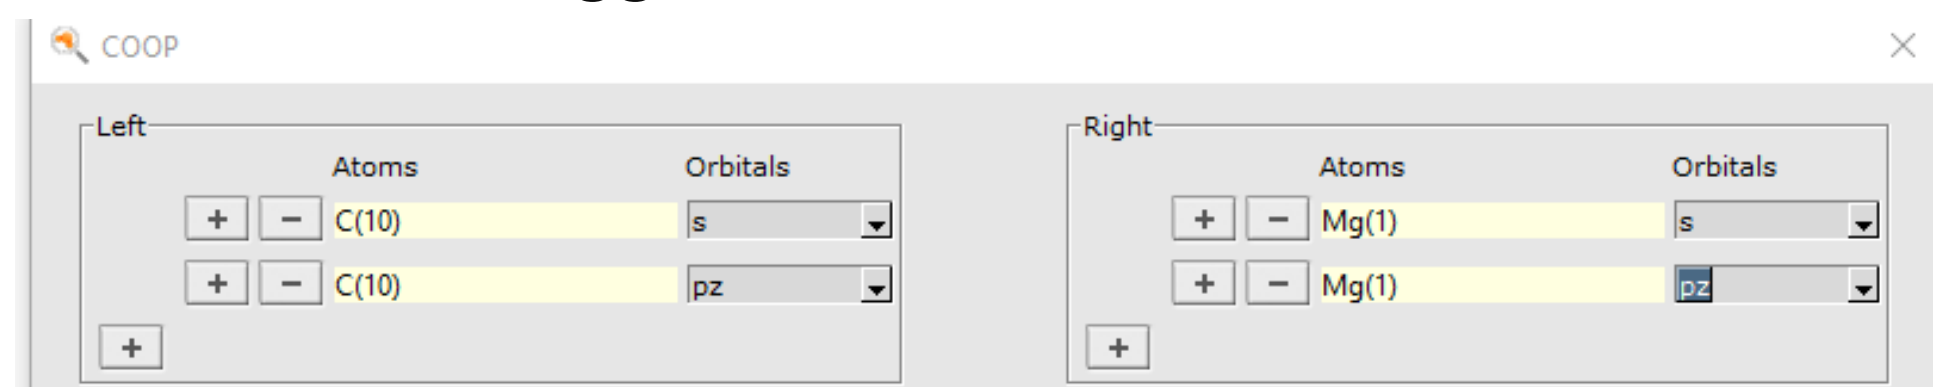 COOP
Left
Atoms Orbitals
+ − C(10) s
+ − C(10) pz
+
Right
Atoms Orbitals
+ − Mg(1) s
+ − Mg(1) pz
+